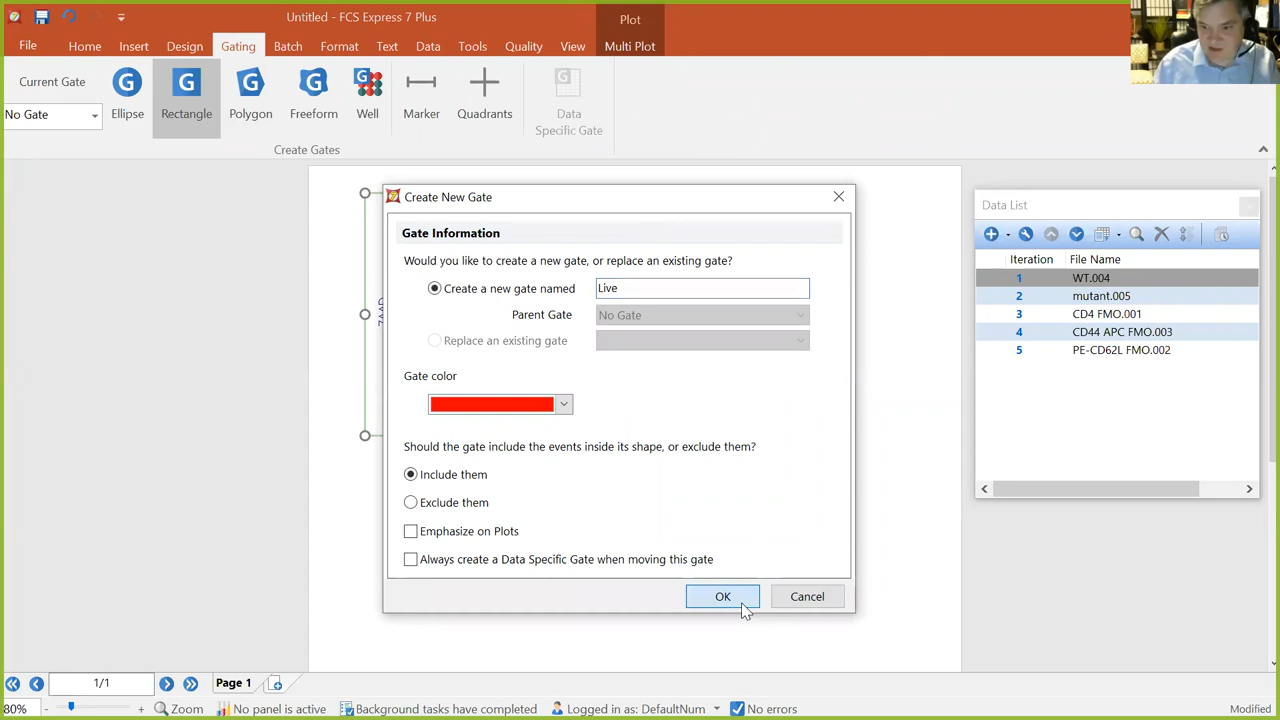 Untitled - FCS Express 7 Plus
Plot
File Home Insert Design Gating Batch Format Text Data Tools Quality View Multi Plot
Current Gate
No Gate
Ellipse
Rectangle
Polygon
Freeform
Well
Marker
Quadrants
Data
Specific Gate
Create Gates
Create New Gate
Gate Information
Would you like to create a new gate, or replace an existing gate?
Create a new gate named Live
Parent Gate No Gate
Replace an existing gate
Gate color
Should the gate include the events inside its shape, or exclude them?
Include them
Exclude them
Emphasize on Plots
Always create a Data Specific Gate when moving this gate
OK Cancel
Data List
Iteration File Name
1 WT.004
2 mutant.005
3 CD4 FMO.001
4 CD44 APC FMO.003
5 PE-CD62L FMO.002
1/1 Page 1
80% - + Zoom No panel is active Background tasks have completed Logged in as: DefaultNum No errors Modified